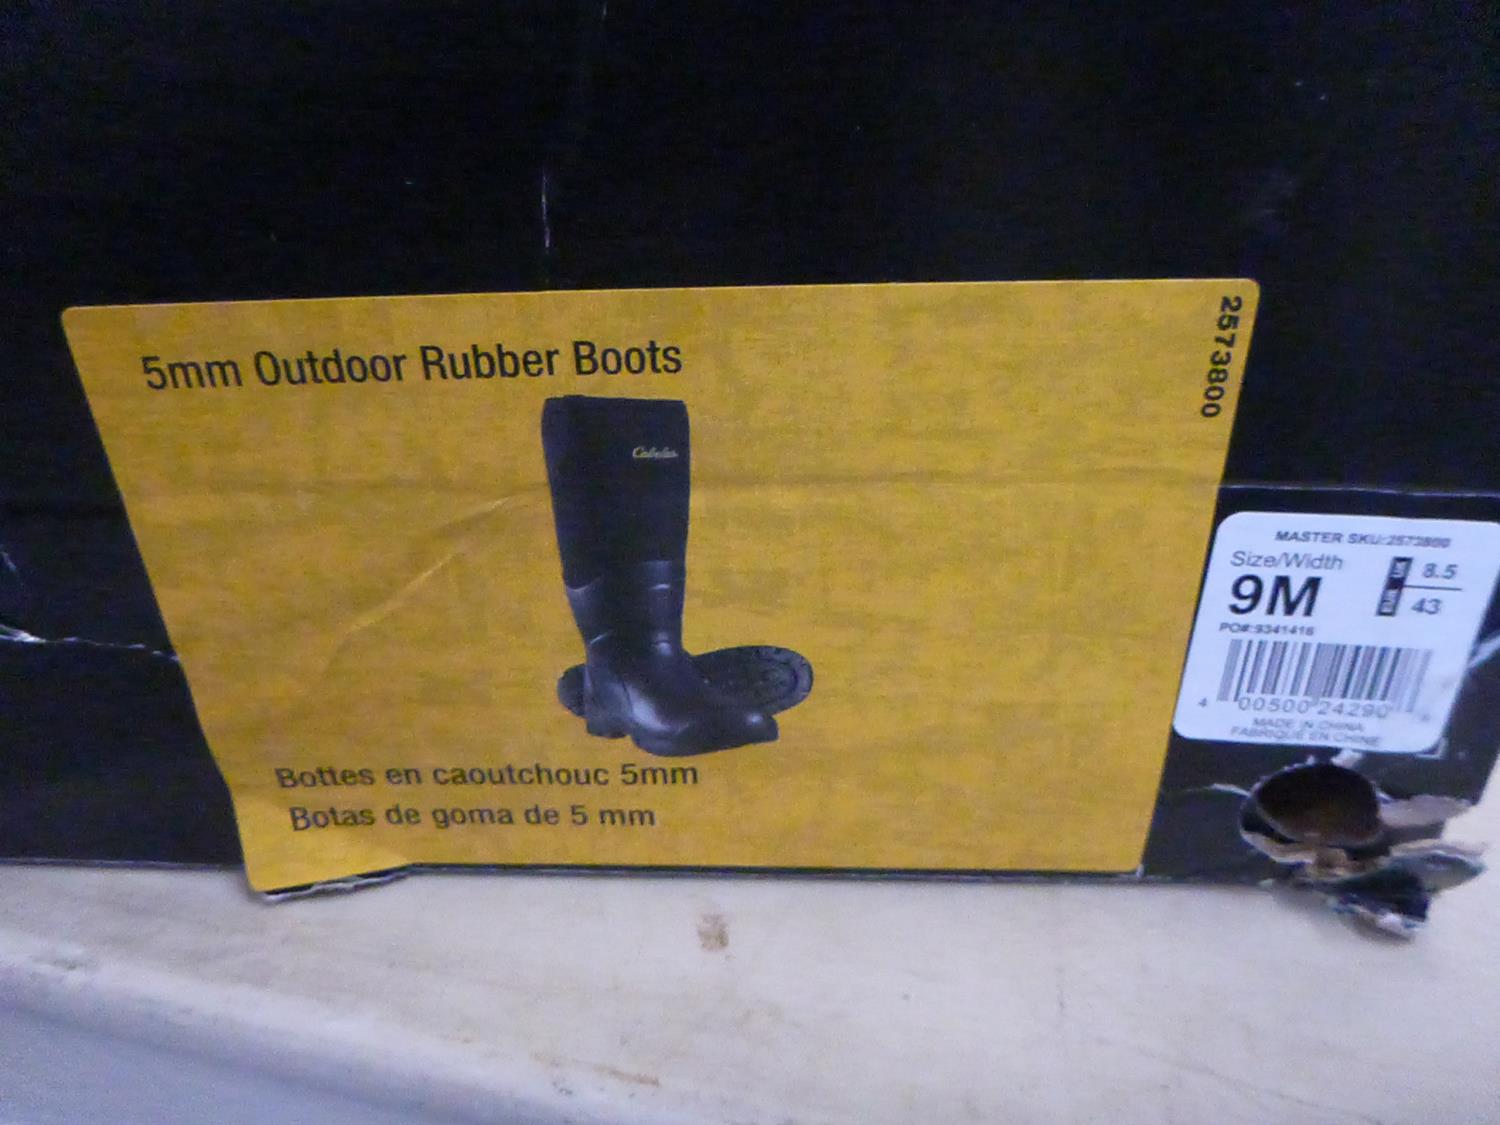 5mm Outdoor Rubber Boots
2573800
Cabela's
Bottes en caoutchouc 5mm
Botas de goma de 5 mm
MASTER SKU:2573800
Size/Width
9M
8.5
43
PO#:9341416
4 00500 24290
MADE IN CHINA
FABRIQUE EN CHINE